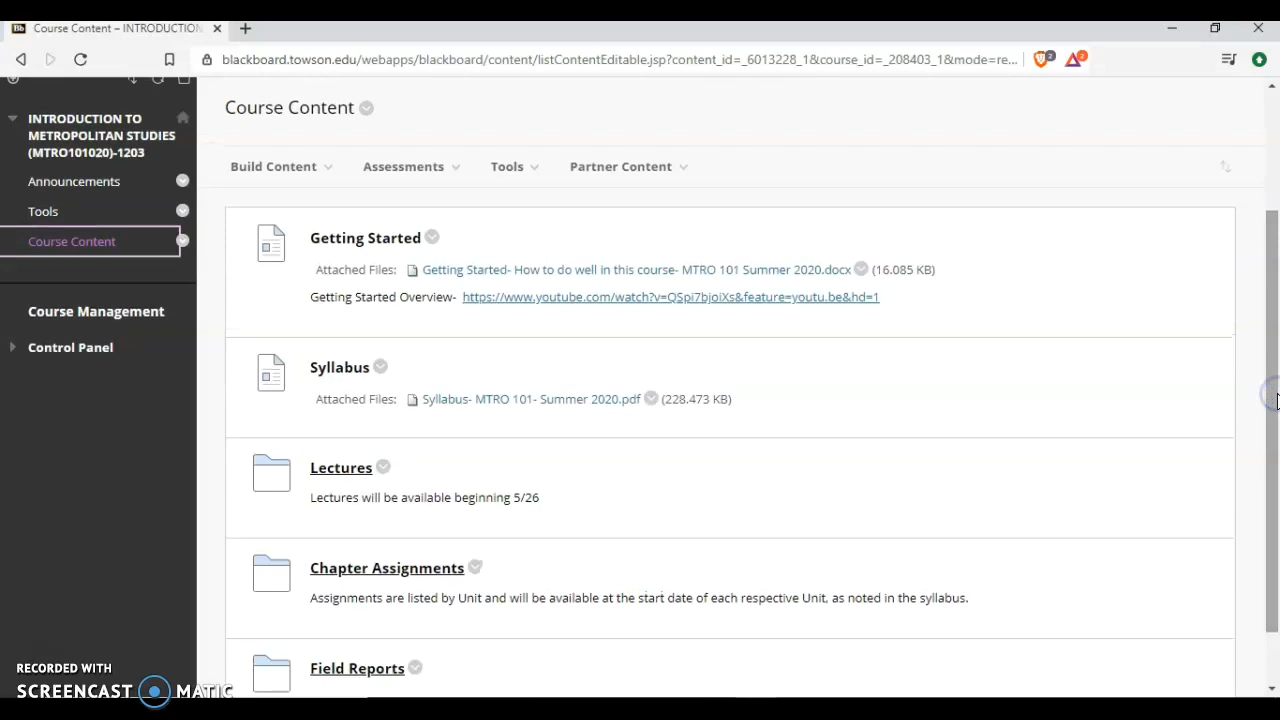 Bb Course Content – INTRODUCTION
blackboard.towson.edu/webapps/blackboard/content/listContentEditable.jsp?content_id=_6013228_1&course_id=_208403_1&mode=re...
2
2
INTRODUCTION TO
METROPOLITAN STUDIES
(MTRO101020)-1203
Announcements
Tools
Course Content
Course Management
Control Panel
Course Content
Build Content Assessments Tools Partner Content
Getting Started
Attached Files: Getting Started- How to do well in this course- MTRO 101 Summer 2020.docx (16.085 KB)
Getting Started Overview- https://www.youtube.com/watch?v=QSpi7bjoiXs&feature=youtu.be&hd=1
Syllabus
Attached Files: Syllabus- MTRO 101- Summer 2020.pdf (228.473 KB)
Lectures
Lectures will be available beginning 5/26
Chapter Assignments
Assignments are listed by Unit and will be available at the start date of each respective Unit, as noted in the syllabus.
Field Reports
RECORDED WITH
SCREENCAST MATIC